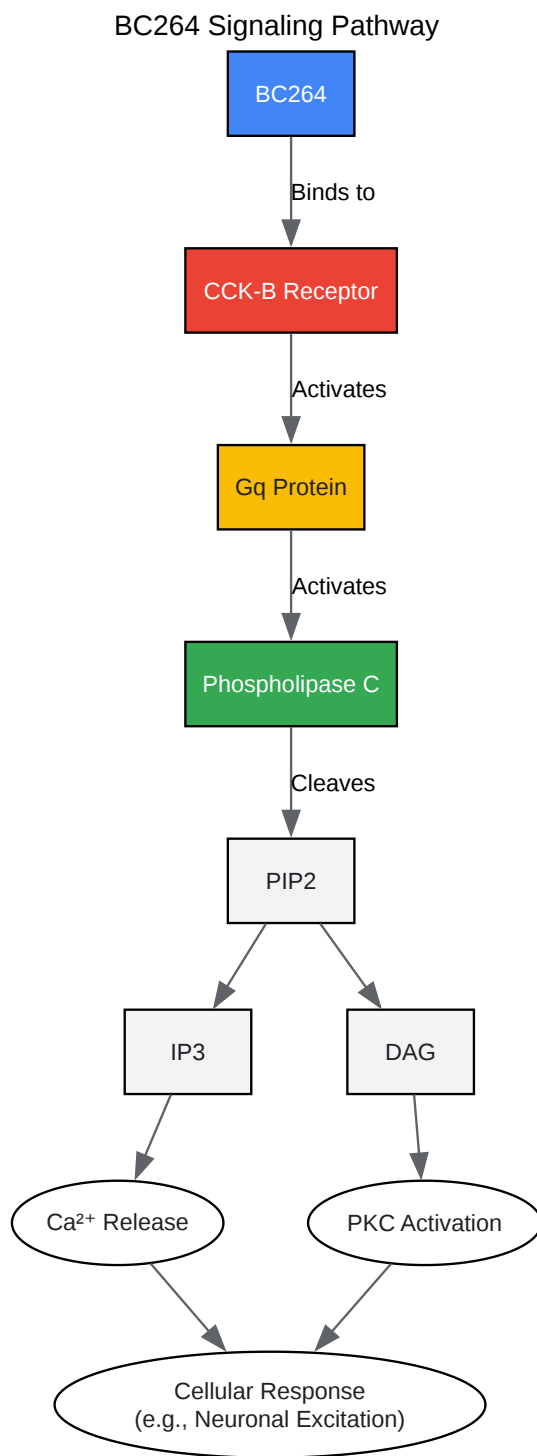 BC264 Signaling Pathway
BC264
Binds to
CCK-B Receptor
Activates
Gq Protein
Activates
Phospholipase C
Cleaves
PIP2
IP3
DAG
Ca²⁺ Release
PKC Activation
Cellular Response
(e.g., Neuronal Excitation)